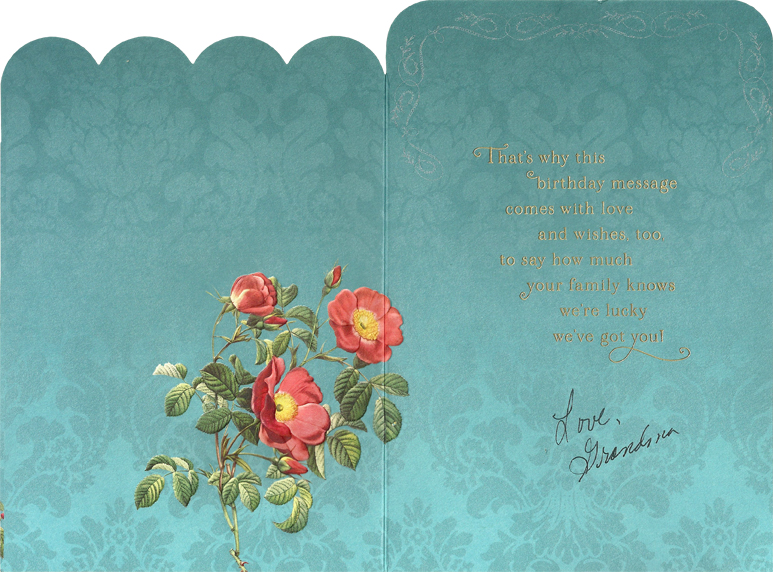 That's why this
birthday message
comes with love
and wishes, too,
to say how much
your family knows
we're lucky
we've got you!
Love,
Grandma